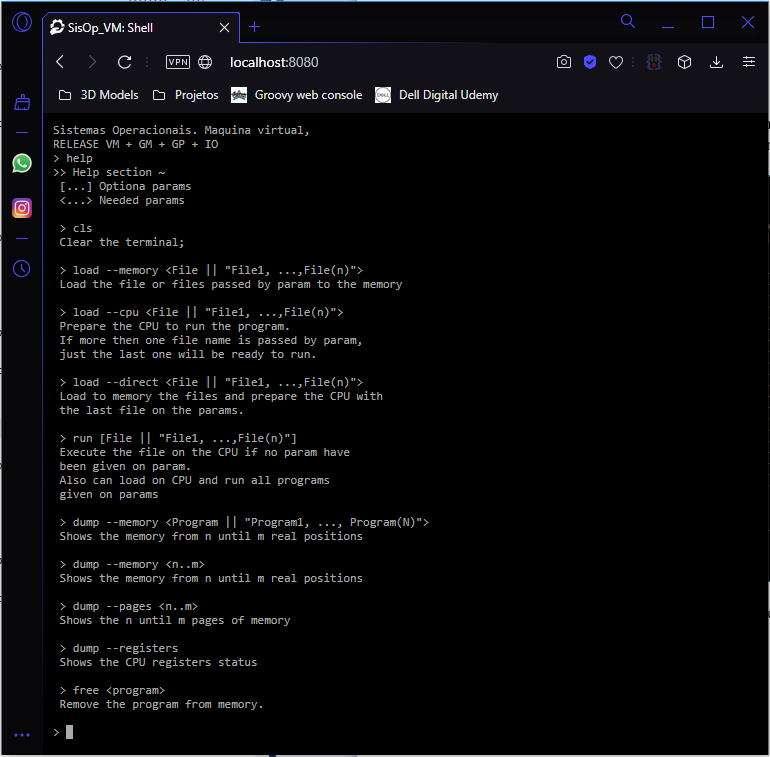 SisOp_VM: Shell
VPN
localhost:8080
3D Models
Projetos
Groovy web console
DELL
Dell Digital Udemy
Sistemas Operacionais. Maquina virtual,
RELEASE VM + GM + GP + IO
> help
>> Help section ~
[...] Optiona params
<...> Needed params
> cls
Clear the terminal;
> load --memory <File || "File1, ...,File(n)">
Load the file or files passed by param to the memory
> load --cpu <File || "File1, ...,File(n)">
Prepare the CPU to run the program.
If more then one file name is passed by param,
just the last one will be ready to run.
> load --direct <File || "File1, ...,File(n)">
Load to memory the files and prepare the CPU with
the last file on the params.
> run [File || "File1, ...,File(n)"]
Execute the file on the CPU if no param have
been given on param.
Also can load on CPU and run all programs
given on params
> dump --memory <Program || "Program1, ..., Program(N)">
Shows the memory from n until m real positions
> dump --memory <n..m>
Shows the memory from n until m real positions
> dump --pages <n..m>
Shows the n until m pages of memory
> dump --registers
Shows the CPU registers status
> free <program>
Remove the program from memory.
>